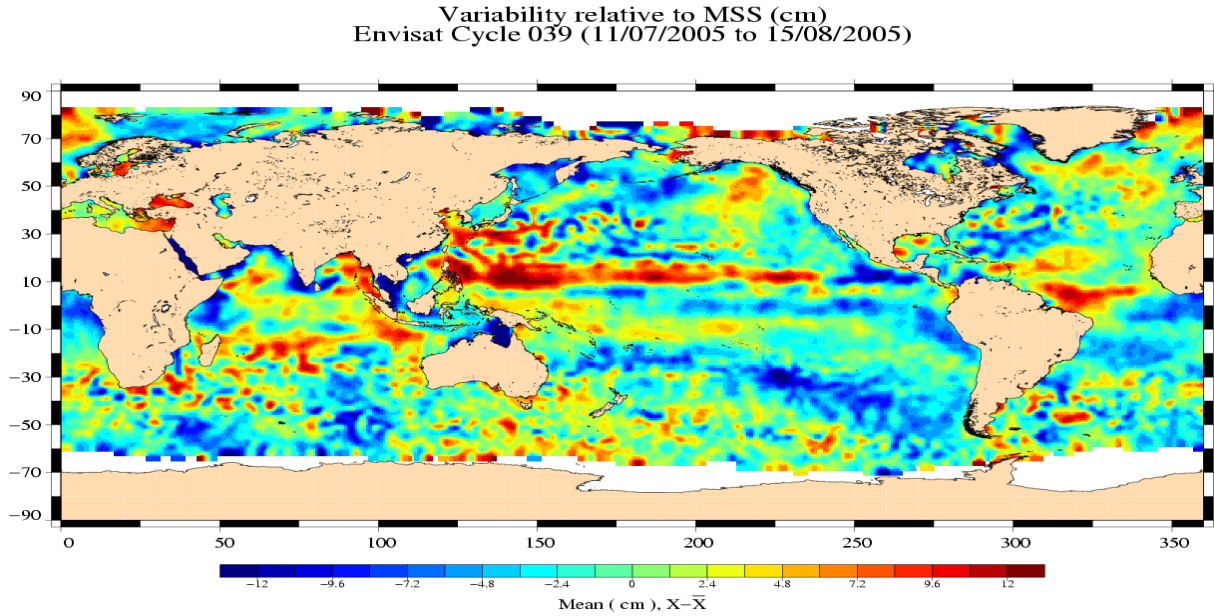 Variability relative to MSS (cm)
Envisat Cycle 039 (11/07/2005 to 15/08/2005)
90
70
50
30
10
−10
−30
−50
−70
−90
0 50 100 150 200 250 300 350
−12 −9.6 −7.2 −4.8 −2.4 0 2.4 4.8 7.2 9.6 12
Mean ( cm ), X−X̅